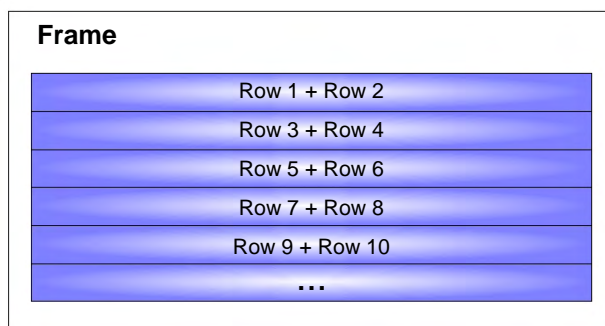 Frame
Row 1 + Row 2
Row 3 + Row 4
Row 5 + Row 6
Row 7 + Row 8
Row 9 + Row 10
...